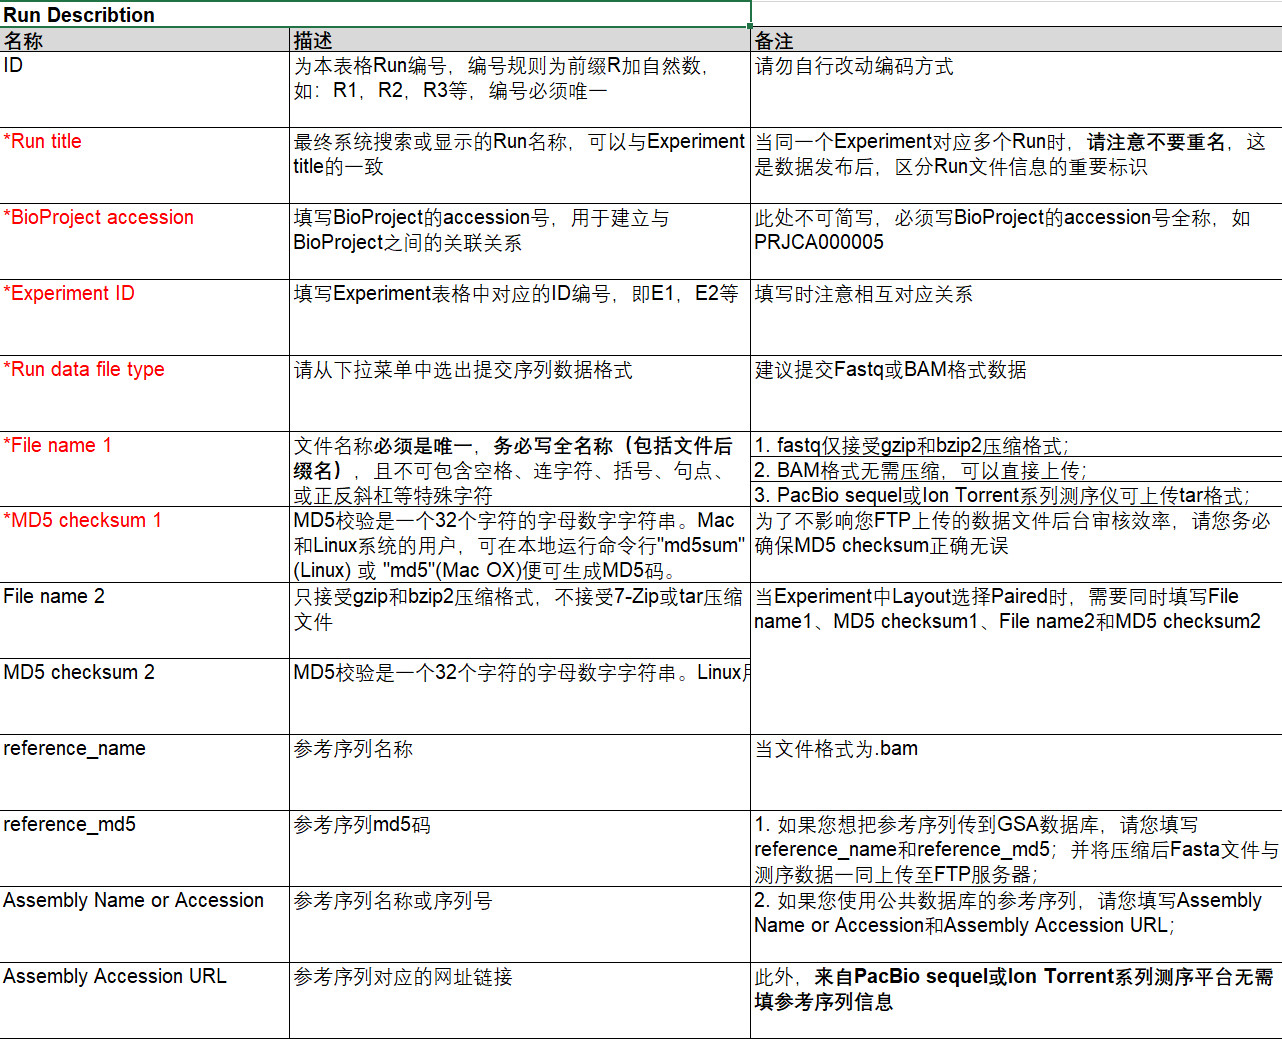 Run Describtion
名称 描述 备注
ID
为本表格Run编号，编号规则为前缀R加自然数，
如：R1，R2，R3等，编号必须唯一
请勿自行改动编码方式
*Run title
最终系统搜索或显示的Run名称，可以与Experiment
title的一致
当同一个Experiment对应多个Run时，请注意不要重名，这
是数据发布后，区分Run文件信息的重要标识
*BioProject accession
填写BioProject的accession号，用于建立与
BioProject之间的关联关系
此处不可简写，必须写BioProject的accession号全称，如
PRJCA000005
*Experiment ID
填写Experiment表格中对应的ID编号，即E1，E2等
填写时注意相互对应关系
*Run data file type
请从下拉菜单中选出提交序列数据格式
建议提交Fastq或BAM格式数据
*File name 1
文件名称必须是唯一，务必写全名称（包括文件后
缀名），且不可包含空格、连字符、括号、句点、
或正反斜杠等特殊字符
1. fastq仅接受gzip和bzip2压缩格式；
2. BAM格式无需压缩，可以直接上传；
3. PacBio sequel或Ion Torrent系列测序仪可上传tar格式；
*MD5 checksum 1
MD5校验是一个32个字符的字母数字字符串。Mac
和Linux系统的用户，可在本地运行命令行"md5sum"
(Linux) 或 "md5"(Mac OX)便可生成MD5码。
为了不影响您FTP上传的数据文件后台审核效率，请您务必
确保MD5 checksum正确无误
File name 2
只接受gzip和bzip2压缩格式，不接受7-Zip或tar压缩
文件
当Experiment中Layout选择Paired时，需要同时填写File
name1、MD5 checksum1、File name2和MD5 checksum2
MD5 checksum 2
MD5校验是一个32个字符的字母数字字符串。Linux用
reference_name
参考序列名称
当文件格式为.bam
reference_md5
参考序列md5码
1. 如果您想把参考序列传到GSA数据库，请您填写
reference_name和reference_md5；并将压缩后Fasta文件与
测序数据一同上传至FTP服务器；
Assembly Name or Accession
参考序列名称或序列号
2. 如果您使用公共数据库的参考序列，请您填写Assembly
Name or Accession和Assembly Accession URL；
Assembly Accession URL
参考序列对应的网址链接
此外，来自PacBio sequel或Ion Torrent系列测序平台无需
填参考序列信息